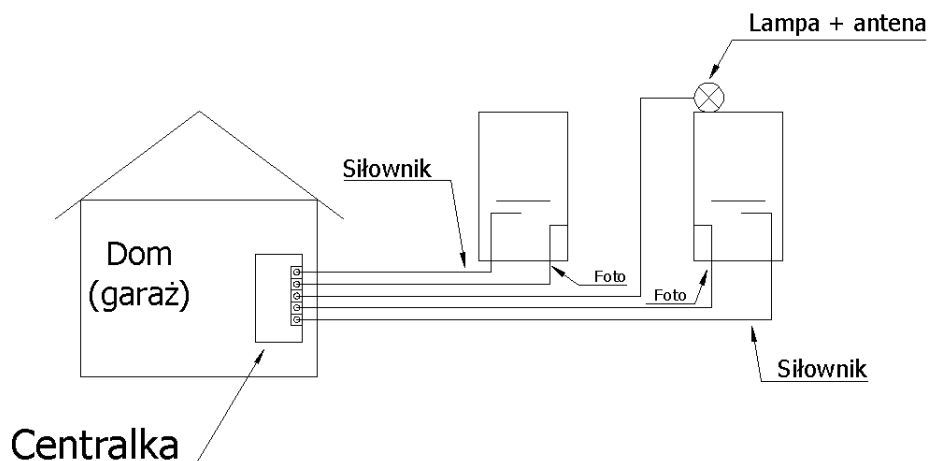 Lampa + antena
Siłownik
Dom
(garaż)
Foto
Foto
Siłownik
Centralka